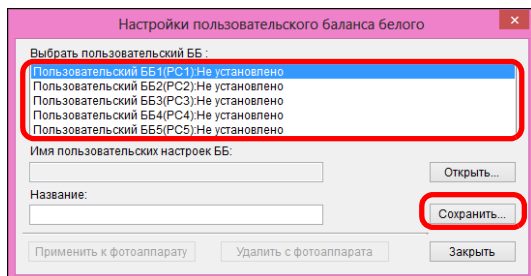 Настройки пользовательского баланса белого
Выбрать пользовательский ББ :
Пользовательский ББ1(PC1):Не установлено
Пользовательский ББ2(PC2):Не установлено
Пользовательский ББ3(PC3):Не установлено
Пользовательский ББ4(PC4):Не установлено
Пользовательский ББ5(PC5):Не установлено
Имя пользовательских настроек ББ:
Открыть...
Название:
Сохранить...
Применить к фотоаппарату Удалить с фотоаппарата Закрыть